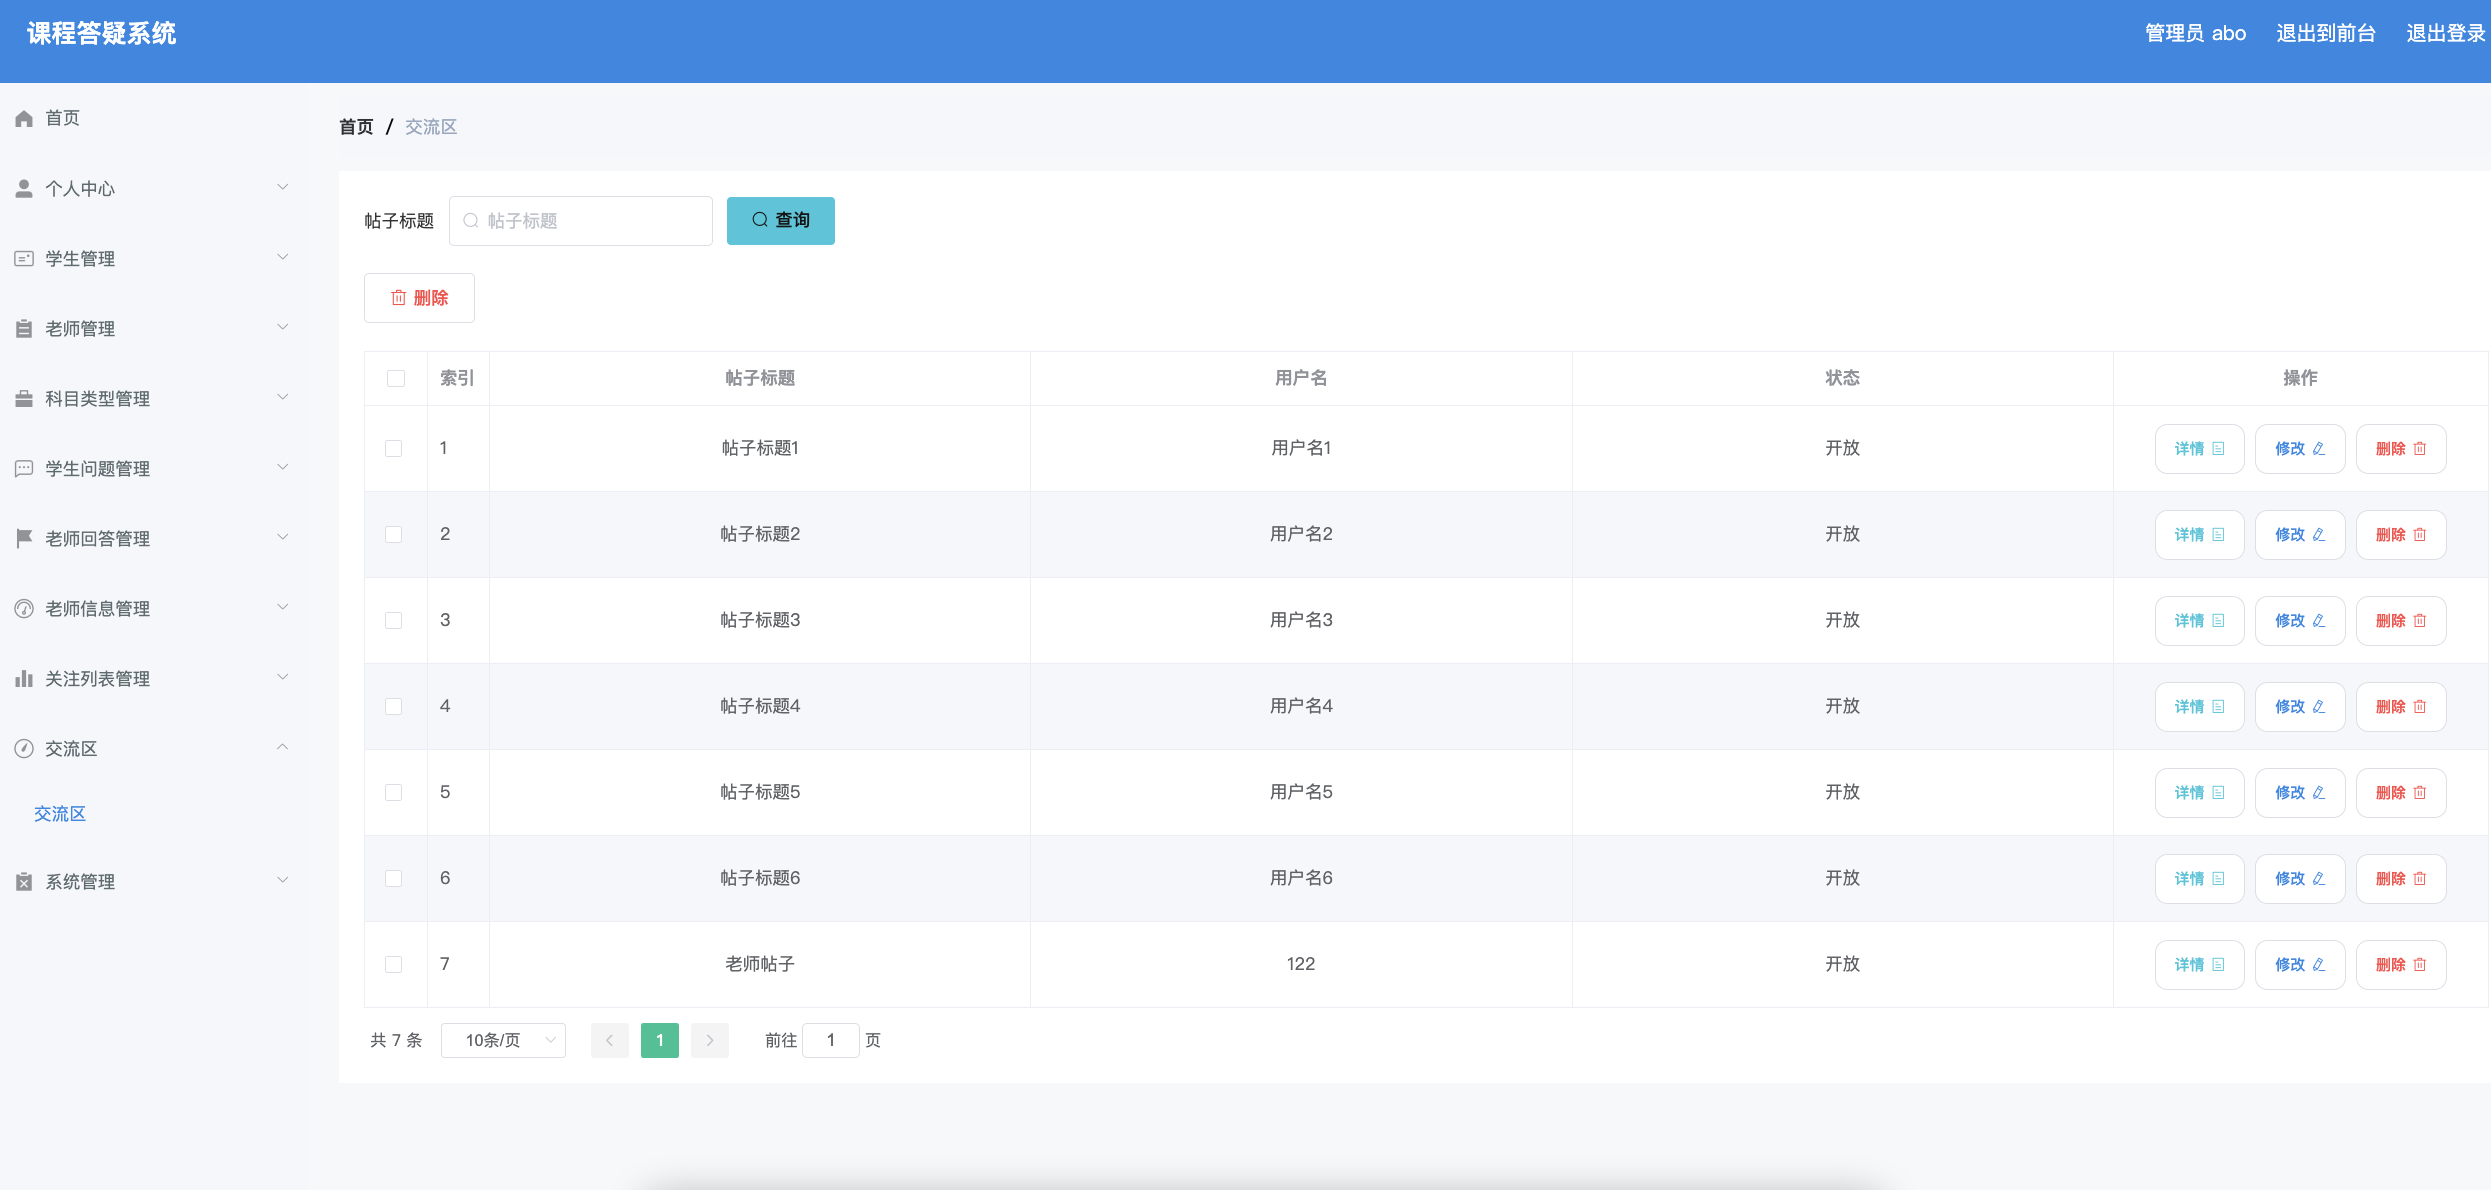 课程答疑系统
管理员 abo 退出到前台 退出登录
首页
个人中心
学生管理
老师管理
科目类型管理
学生问题管理
老师回答管理
老师信息管理
关注列表管理
交流区
交流区
系统管理
首页 / 交流区
帖子标题 帖子标题 查询
删除
索引 帖子标题 用户名 状态 操作
1 帖子标题1 用户名1 开放 详情 修改 删除
2 帖子标题2 用户名2 开放 详情 修改 删除
3 帖子标题3 用户名3 开放 详情 修改 删除
4 帖子标题4 用户名4 开放 详情 修改 删除
5 帖子标题5 用户名5 开放 详情 修改 删除
6 帖子标题6 用户名6 开放 详情 修改 删除
7 老师帖子 122 开放 详情 修改 删除
共 7 条 10条/页 1 前往 1 页